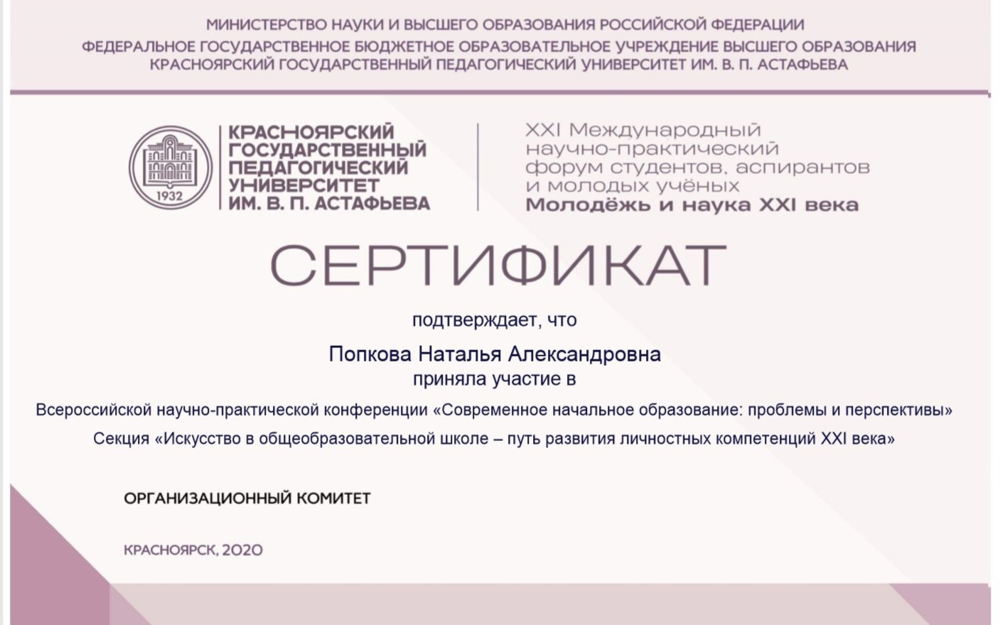 МИНИСТЕРСТВО НАУКИ И ВЫСШЕГО ОБРАЗОВАНИЯ РОССИЙСКОЙ ФЕДЕРАЦИИ
ФЕДЕРАЛЬНОЕ ГОСУДАРСТВЕННОЕ БЮДЖЕТНОЕ ОБРАЗОВАТЕЛЬНОЕ УЧРЕЖДЕНИЕ ВЫСШЕГО ОБРАЗОВАНИЯ
КРАСНОЯРСКИЙ ГОСУДАРСТВЕННЫЙ ПЕДАГОГИЧЕСКИЙ УНИВЕРСИТЕТ ИМ. В. П. АСТАФЬЕВА
1932
КРАСНОЯРСКИЙ
ГОСУДАРСТВЕННЫЙ
ПЕДАГОГИЧЕСКИЙ
УНИВЕРСИТЕТ
ИМ. В. П. АСТАФЬЕВА
XXI Международный
научно-практический
форум студентов, аспирантов
и молодых учёных
Молодёжь и наука XXI века
СЕРТИФИКАТ
подтверждает, что
Попкова Наталья Александровна
приняла участие в
Всероссийской научно-практической конференции «Современное начальное образование: проблемы и перспективы»
Секция «Искусство в общеобразовательной школе – путь развития личностных компетенций XXI века»
ОРГАНИЗАЦИОННЫЙ КОМИТЕТ
КРАСНОЯРСК, 2020